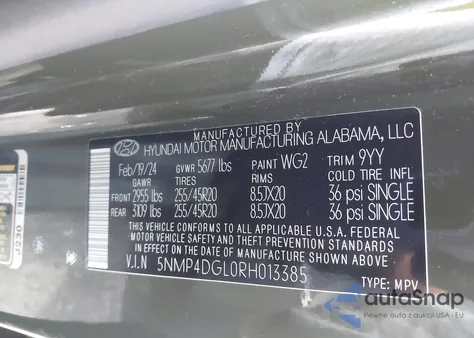 MANUFACTURED BY
HYUNDAI MOTOR MANUFACTURING ALABAMA, LLC
Feb/19/24 GVWR 5677 lbs PAINT WG2 TRIM 9YY
GAWR TIRES RIMS COLD TIRE INFL
FRONT 2955 lbs 255/45R20 8.5JX20 36 psi SINGLE
REAR 3109 lbs 255/45R20 8.5JX20 36 psi SINGLE
THIS VEHICLE CONFORMS TO ALL APPLICABLE U.S.A. FEDERAL
MOTOR VEHICLE SAFETY AND THEFT PREVENTION STANDARDS
IN EFFECT ON THE DATE OF MANUFACTURE SHOWN ABOVE.
V.I.N 5NMP4DGL0RH013385
TYPE: MPV
J230
autaSnap
Pewne auta z aukcji USA i EU